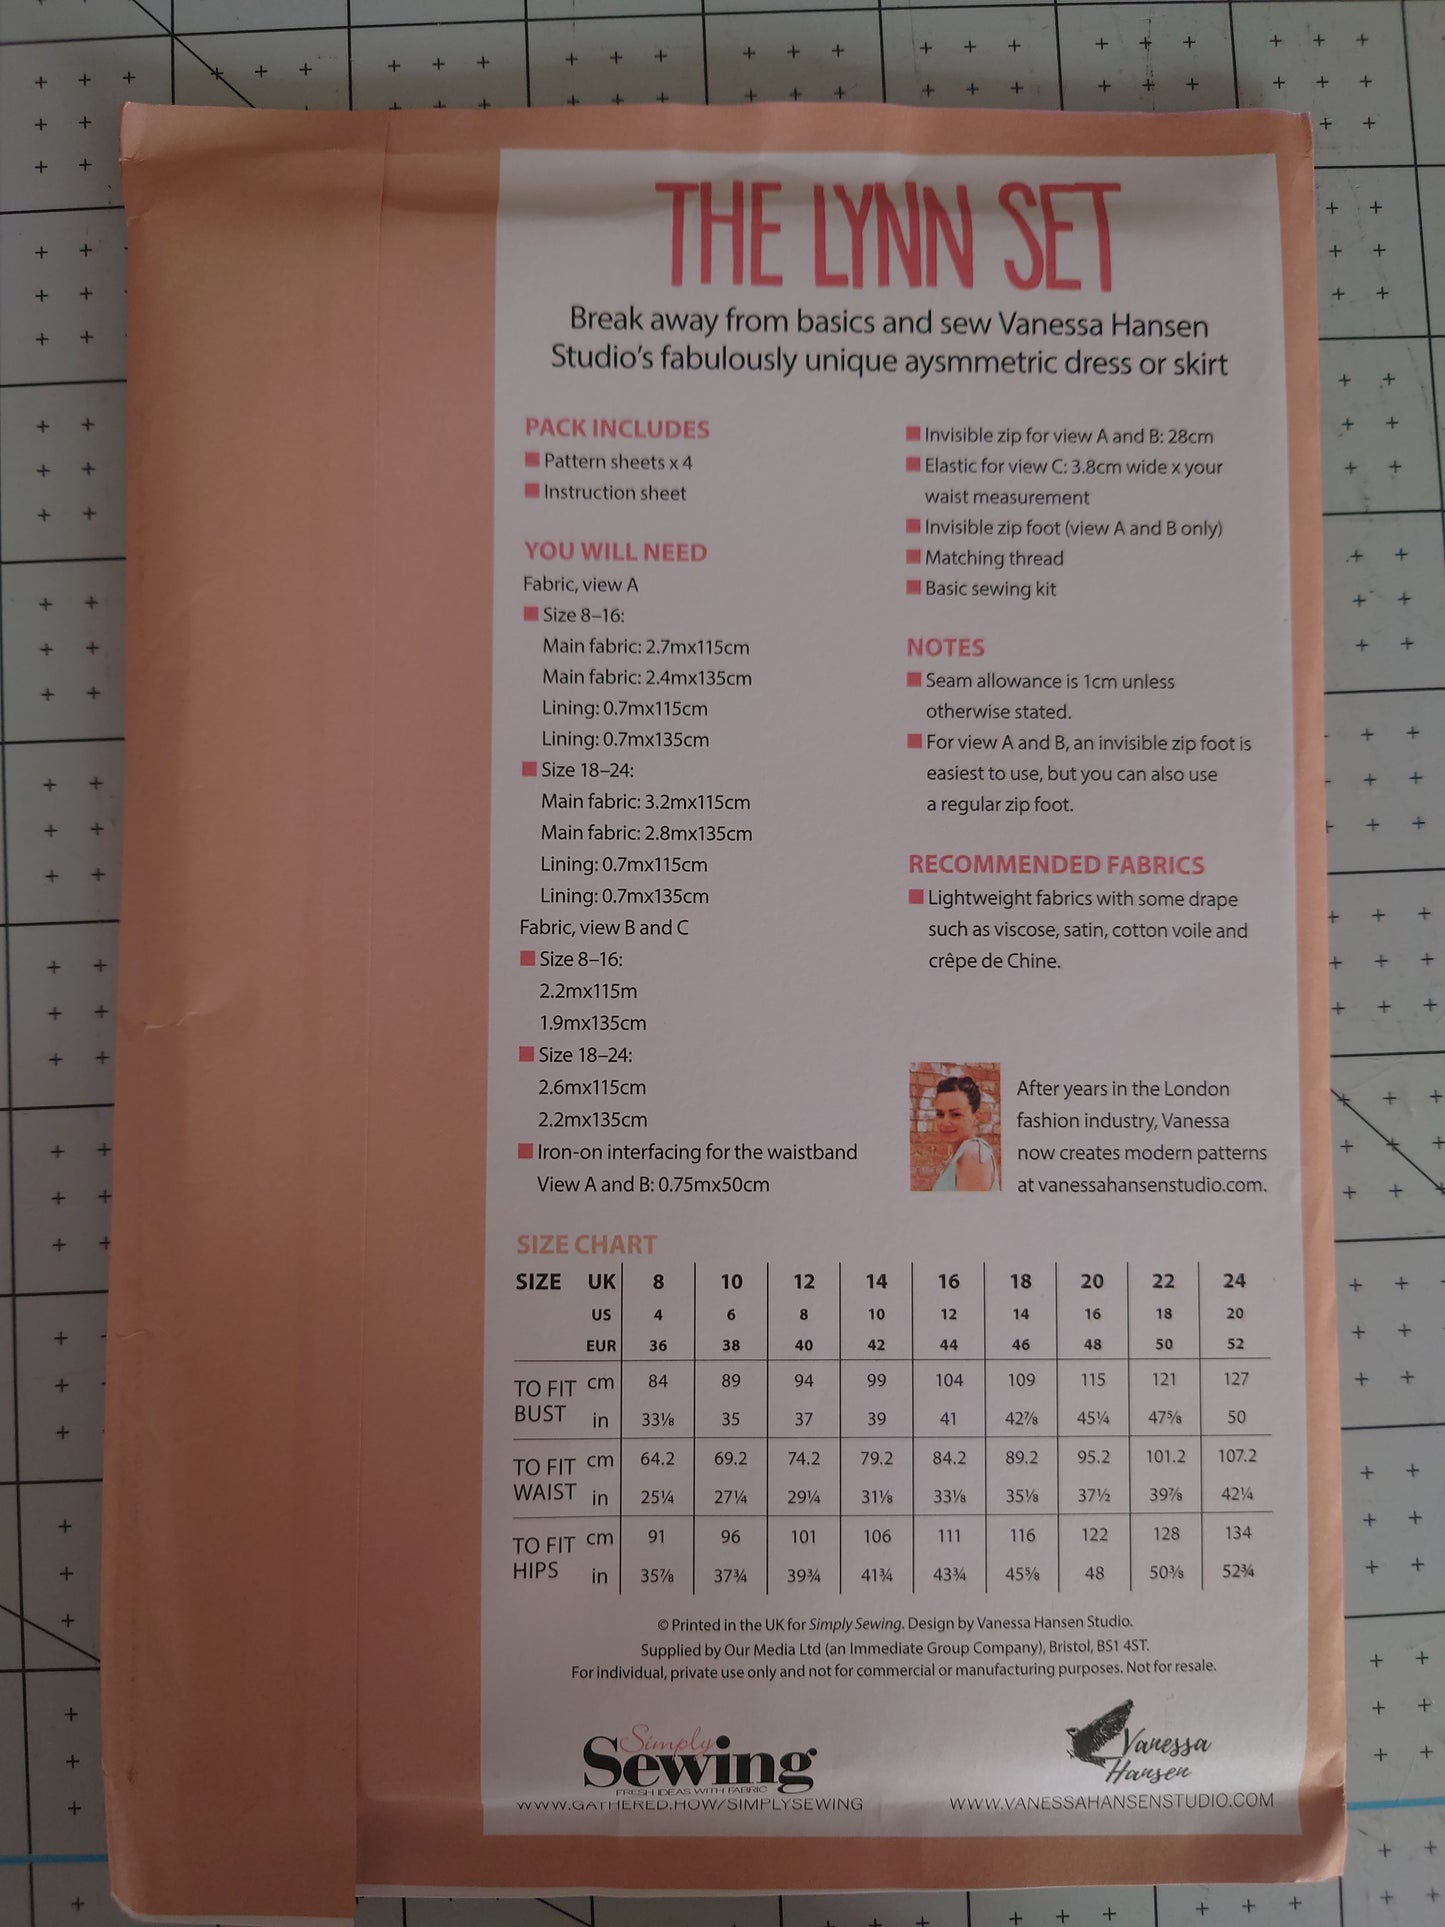 THE LYNN SET
Break away from basics and sew Vanessa Hansen
Studio's fabulously unique aysmmetric dress or skirt
PACK INCLUDES
Pattern sheets x 4
Instruction sheet
YOU WILL NEED
Fabric, view A
Size 8–16:
Main fabric: 2.7mx115cm
Main fabric: 2.4mx135cm
Lining: 0.7mx115cm
Lining: 0.7mx135cm
Size 18–24:
Main fabric: 3.2mx115cm
Main fabric: 2.8mx135cm
Lining: 0.7mx115cm
Lining: 0.7mx135cm
Fabric, view B and C
Size 8–16:
2.2mx115m
1.9mx135cm
Size 18–24:
2.6mx115cm
2.2mx135cm
Iron-on interfacing for the waistband
View A and B: 0.75mx50cm
Invisible zip for view A and B: 28cm
Elastic for view C: 3.8cm wide x your
waist measurement
Invisible zip foot (view A and B only)
Matching thread
Basic sewing kit
NOTES
Seam allowance is 1cm unless
otherwise stated.
For view A and B, an invisible zip foot is
easiest to use, but you can also use
a regular zip foot.
RECOMMENDED FABRICS
Lightweight fabrics with some drape
such as viscose, satin, cotton voile and
crêpe de Chine.
After years in the London
fashion industry, Vanessa
now creates modern patterns
at vanessahansenstudio.com.
SIZE CHART
SIZE UK 8 10 12 14 16 18 20 22 24
US 4 6 8 10 12 14 16 18 20
EUR 36 38 40 42 44 46 48 50 52
TO FIT BUST cm 84 89 94 99 104 109 115 121 127
in 33⅛ 35 37 39 41 42⅞ 45¼ 47⅝ 50
TO FIT WAIST cm 64.2 69.2 74.2 79.2 84.2 89.2 95.2 101.2 107.2
in 25¼ 27¼ 29¼ 31⅛ 33⅛ 35⅛ 37½ 39⅞ 42¼
TO FIT HIPS cm 91 96 101 106 111 116 122 128 134
in 35⅞ 37¾ 39¾ 41¾ 43¾ 45⅝ 48 50⅜ 52¾
© Printed in the UK for Simply Sewing. Design by Vanessa Hansen Studio.
Supplied by Our Media Ltd (an Immediate Group Company), Bristol, BS1 4ST.
For individual, private use only and not for commercial or manufacturing purposes. Not for resale.
Simply
Sewing
FRESH IDEAS WITH FABRIC
WWW.GATHERED.HOW/SIMPLYSEWING
Vanessa
Hansen
WWW.VANESSAHANSENSTUDIO.COM